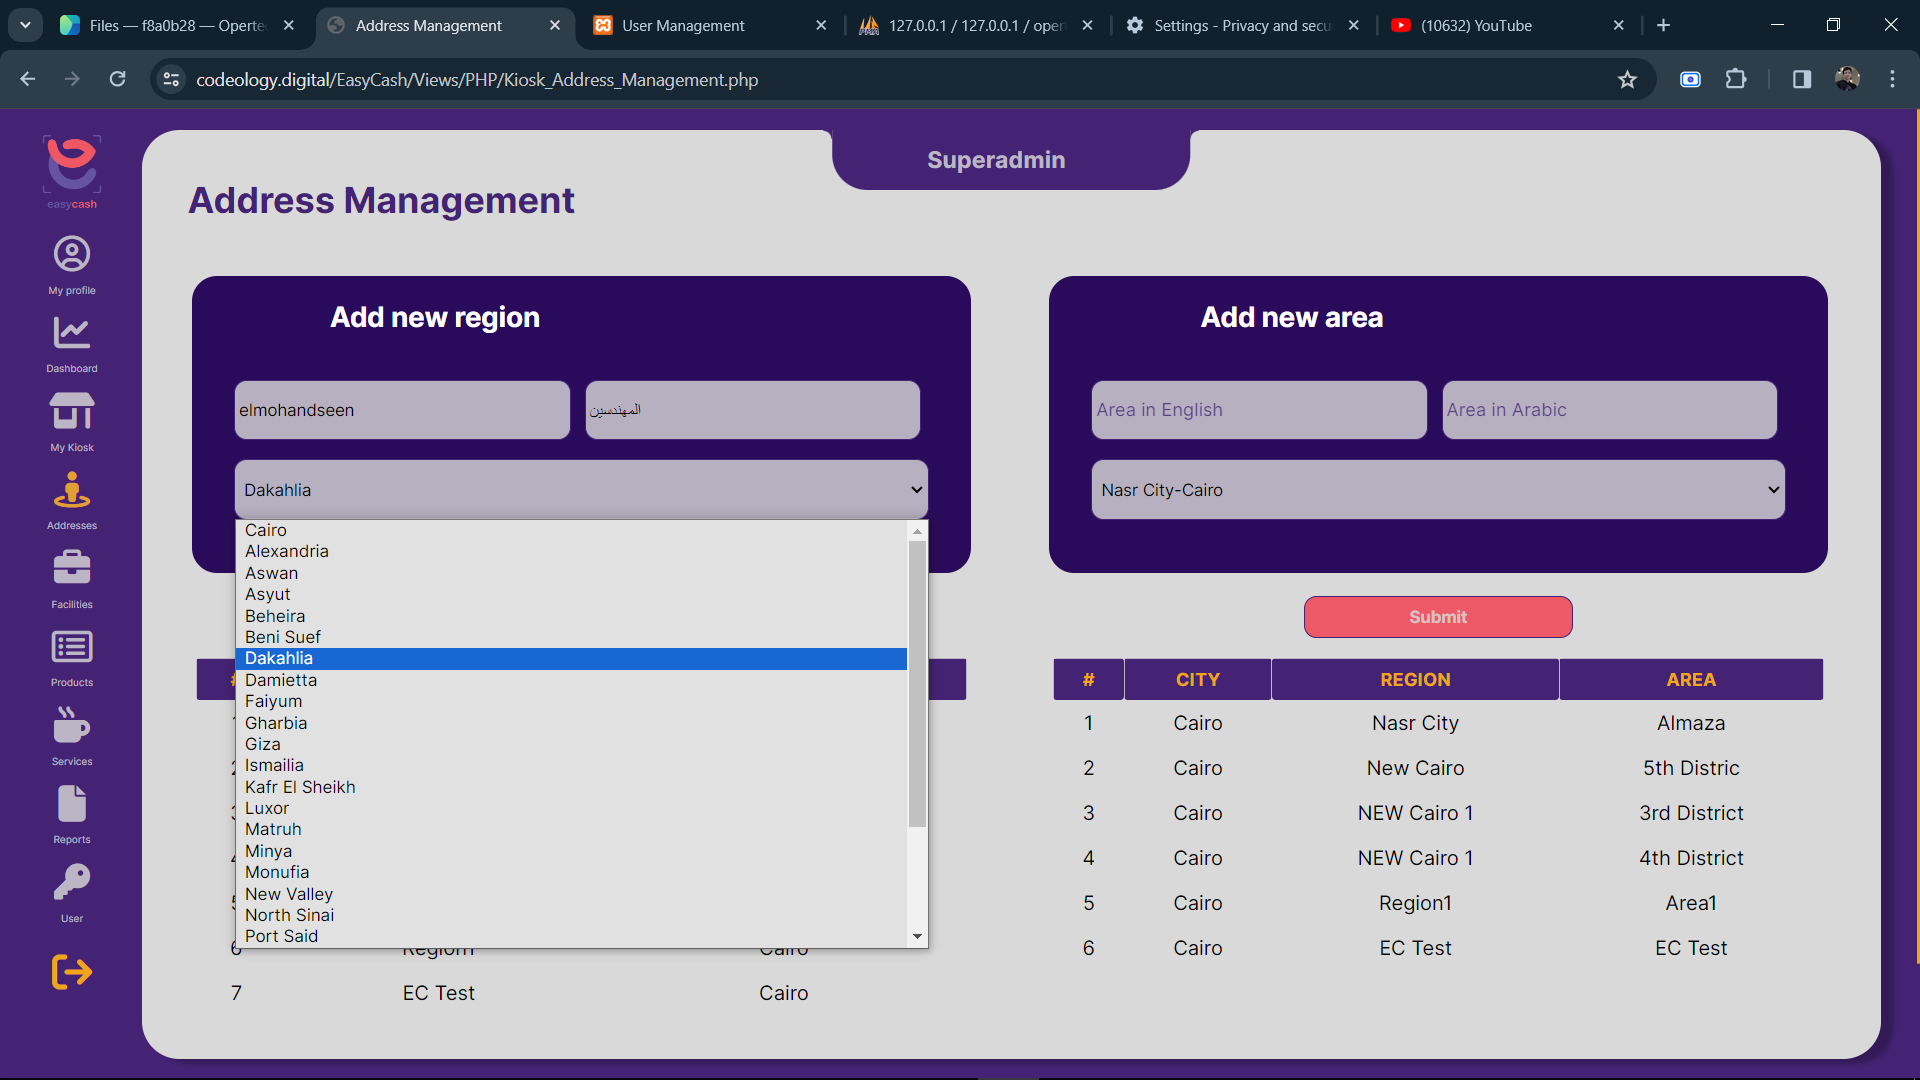 Files — f8a0b28 — Operte
Address Management
User Management
127.0.0.1 / 127.0.0.1 / oper
Settings - Privacy and secu
(10632) YouTube
codeology.digital/EasyCash/Views/PHP/Kiosk_Address_Management.php
easycash
Superadmin
Address Management
My profile
Dashboard
My Kiosk
Addresses
Facilities
Products
Services
Reports
User
Add new region
elmohandseen
المهندسين
Dakahlia
Cairo
Alexandria
Aswan
Asyut
Beheira
Beni Suef
Dakahlia
Damietta
Faiyum
Gharbia
Giza
Ismailia
Kafr El Sheikh
Luxor
Matruh
Minya
Monufia
New Valley
North Sinai
Port Said
7 EC Test Cairo
Add new area
Area in English
Area in Arabic
Nasr City-Cairo
Submit
# CITY REGION AREA
1 Cairo Nasr City Almaza
2 Cairo New Cairo 5th Distric
3 Cairo NEW Cairo 1 3rd District
4 Cairo NEW Cairo 1 4th District
5 Cairo Region1 Area1
6 Cairo EC Test EC Test